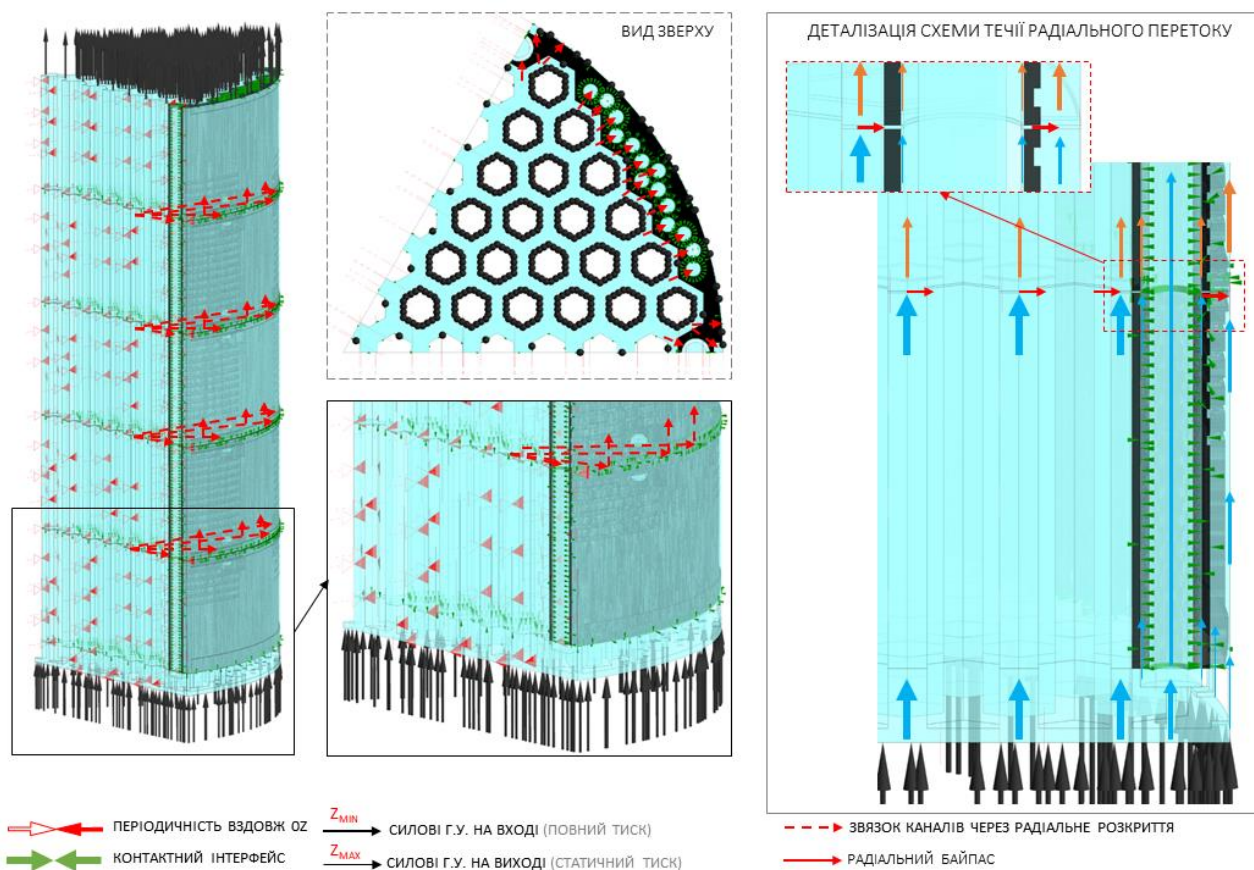 ВИД ЗВЕРХУ
ДЕТАЛІЗАЦІЯ СХЕМИ ТЕЧІЇ РАДІАЛЬНОГО ПЕРЕТОКУ
ПЕРІОДИЧНІСТЬ ВЗДОВЖ OZ
КОНТАКТНИЙ ІНТЕРФЕЙС
Z_MIN
СИЛОВІ Г.У. НА ВХОДІ (ПОВНИЙ ТИСК)
Z_MAX
СИЛОВІ Г.У. НА ВИХОДІ (СТАТИЧНИЙ ТИСК)
ЗВЯЗОК КАНАЛІВ ЧЕРЕЗ РАДІАЛЬНЕ РОЗКРИТТЯ
РАДІАЛЬНИЙ БАЙПАС